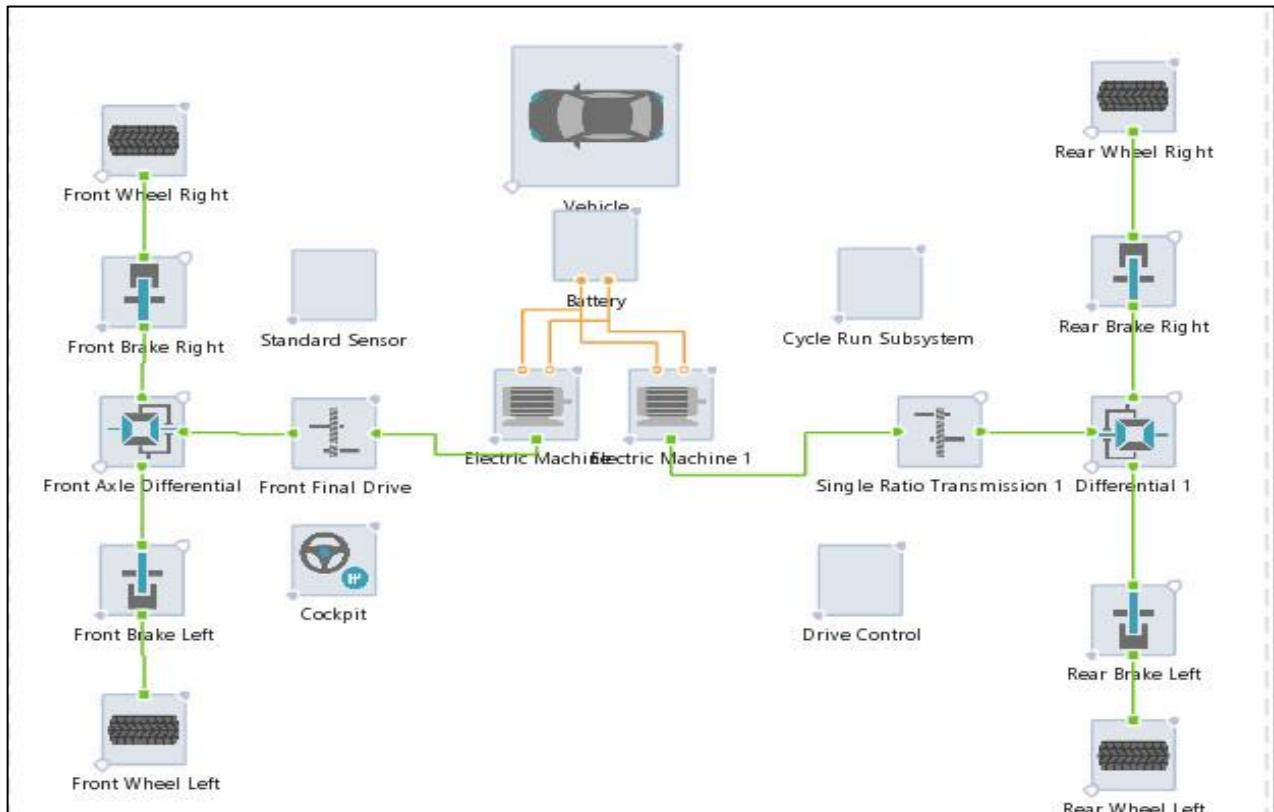 Vehicle
Rear Wheel Right
Front Wheel Right
Battery
Front Brake Right
Standard Sensor
Cycle Run Subsystem
Rear Brake Right
Front Axle Differential
Front Final Drive
Electric Machine
Electric Machine 1
Single Ratio Transmission 1
Differential 1
Cockpit
Front Brake Left
Drive Control
Rear Brake Left
Front Wheel Left
Rear Wheel Left